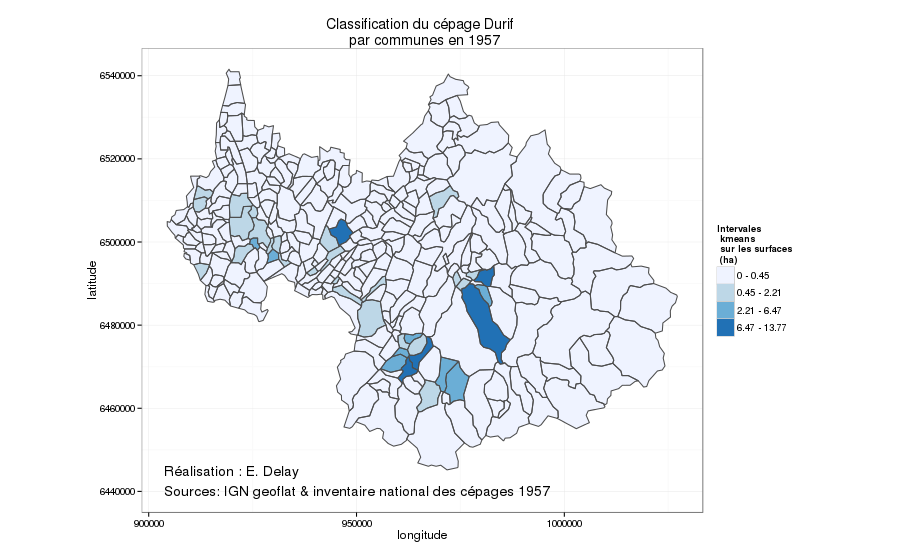 Classification du cépage Durif
par communes en 1957
6540000
6520000
6500000
6480000
6460000
6440000
latitude
900000
950000
1000000
longitude
Réalisation : E. Delay
Sources: IGN geoflat & inventaire national des cépages 1957
Intervales
kmeans
sur les surfaces
(ha)
0 - 0.45
0.45 - 2.21
2.21 - 6.47
6.47 - 13.77